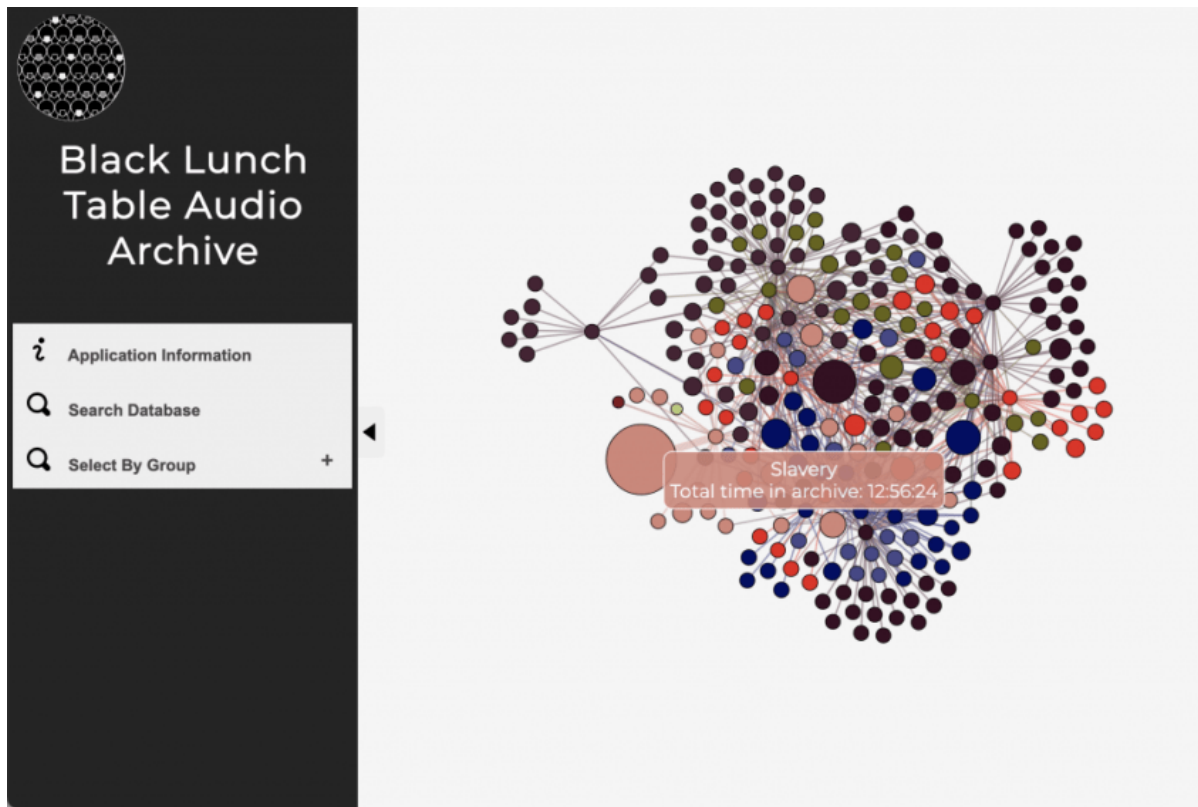 Black Lunch
Table Audio
Archive
Application Information
Search Database
Select By Group +
Slavery
Total time in archive: 12:56:24